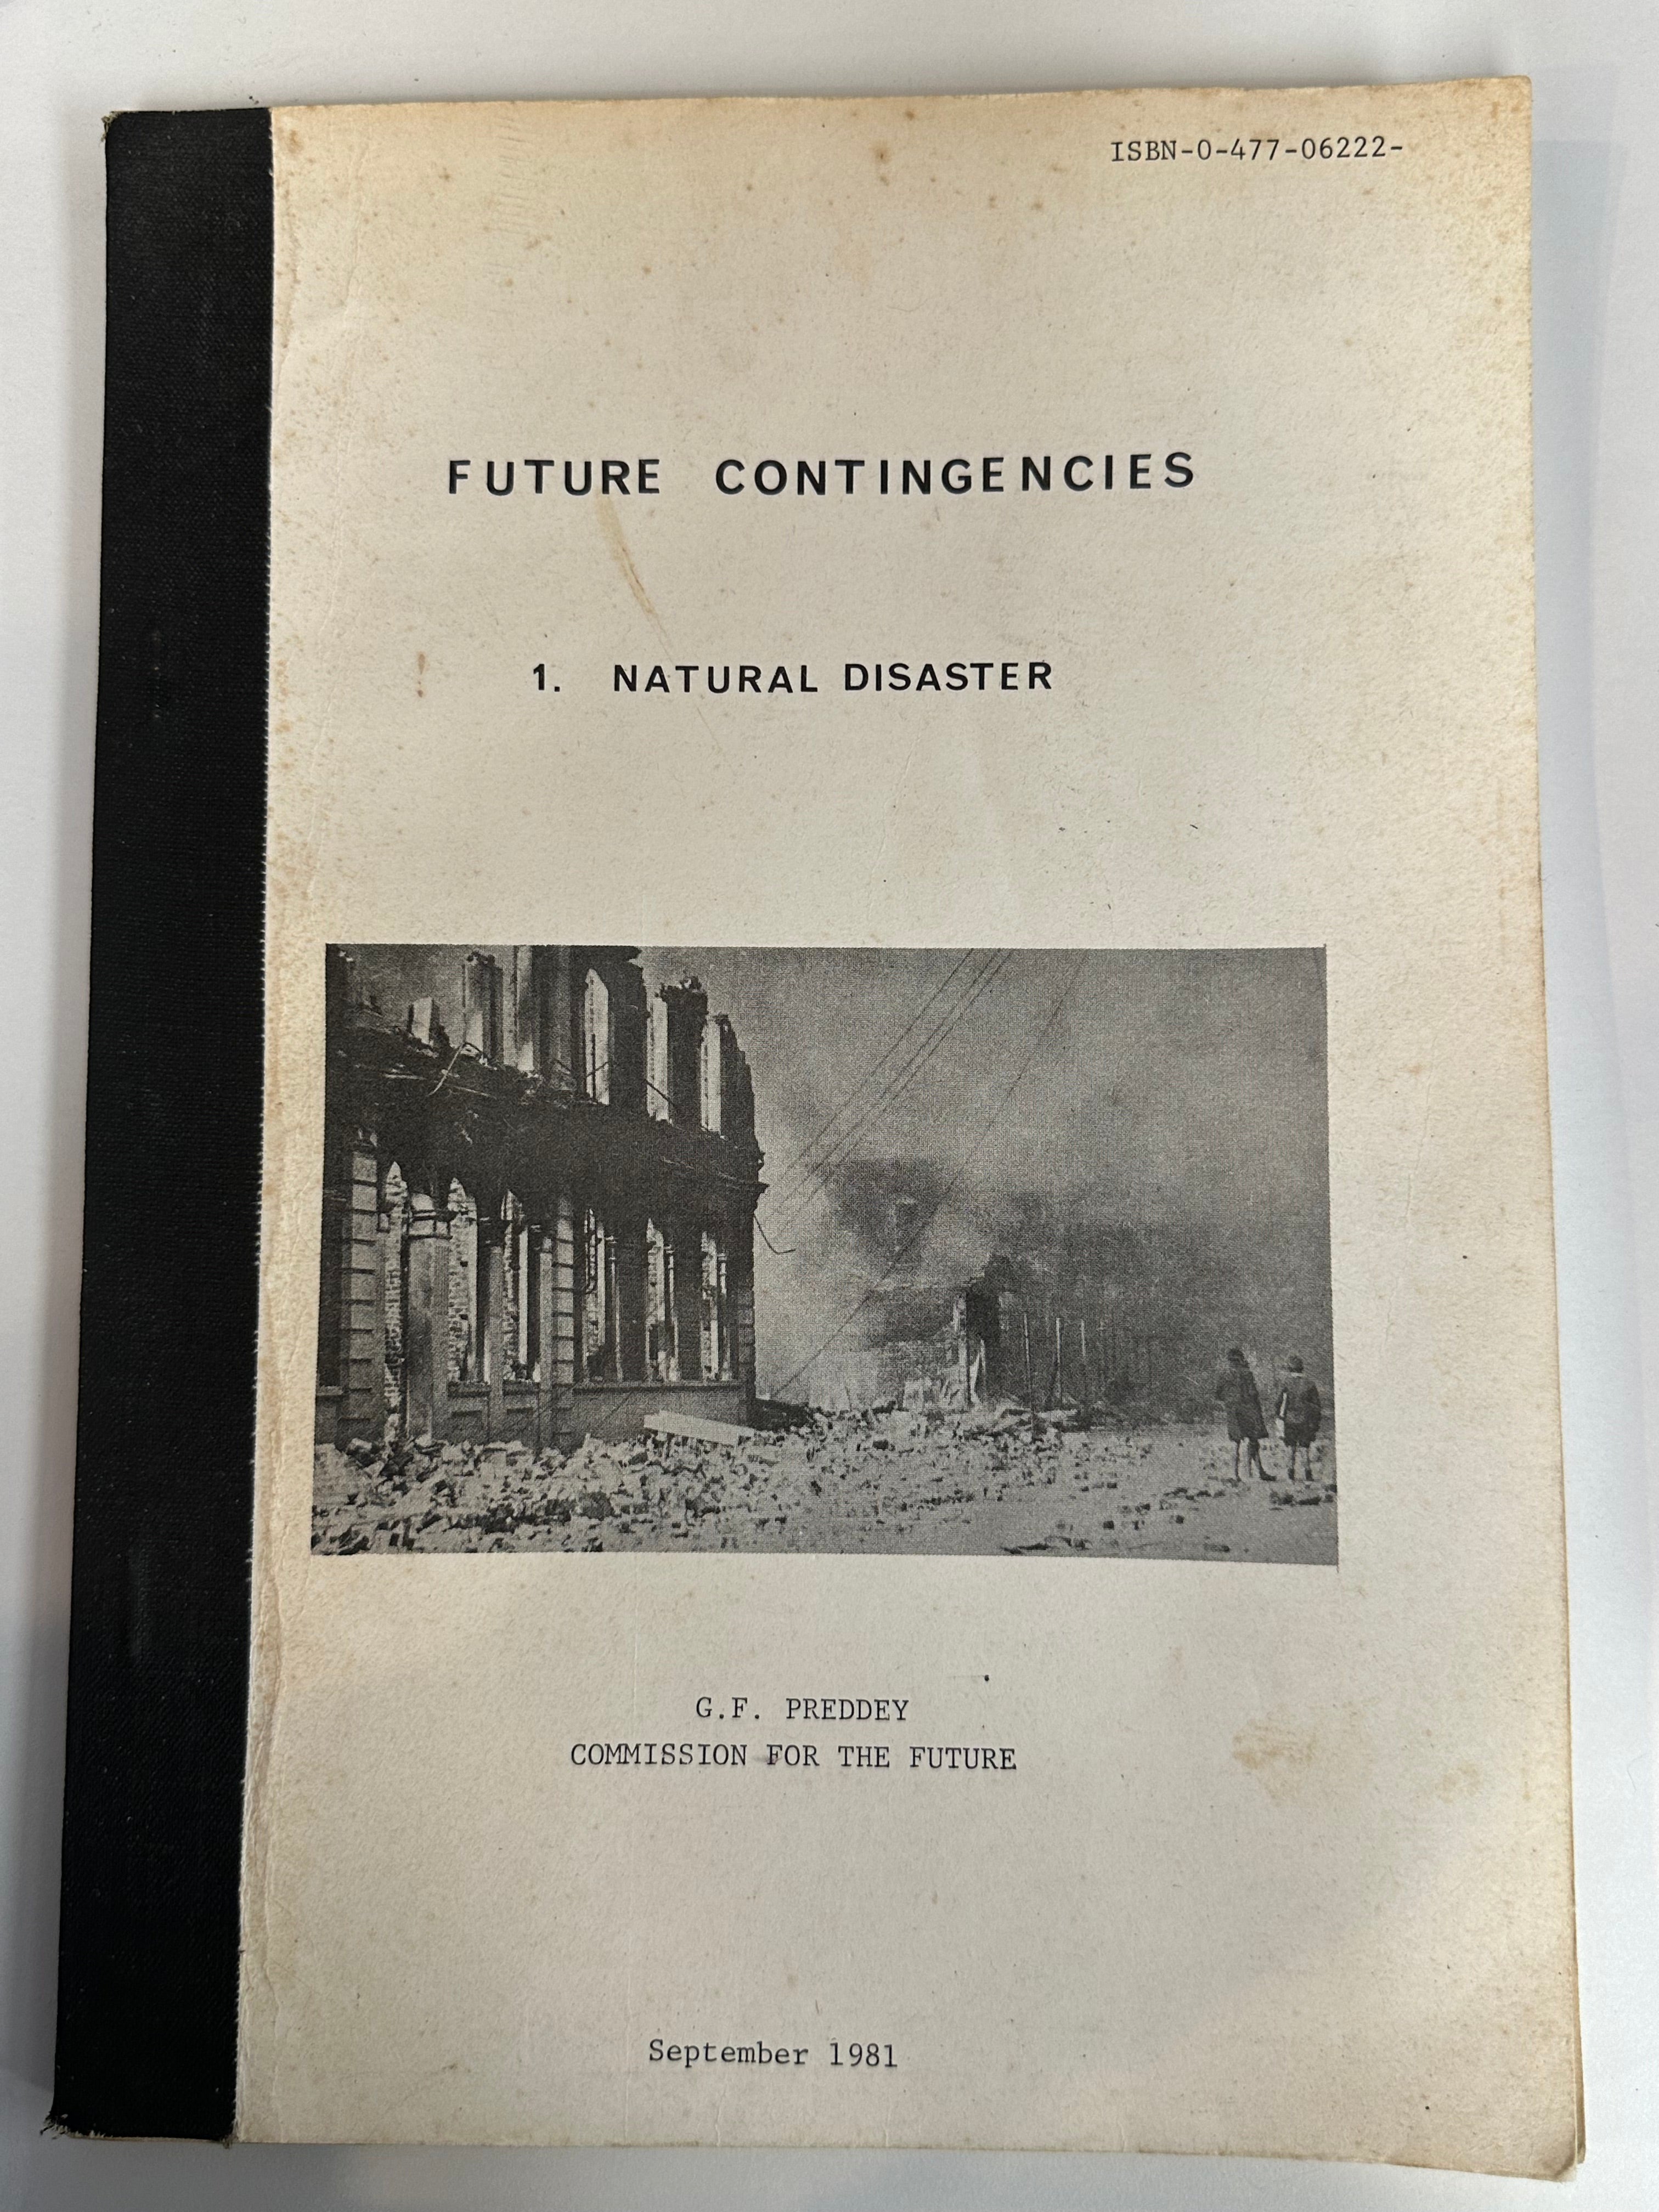 ISBN-0-477-06222-
FUTURE CONTINGENCIES
1. NATURAL DISASTER
G.F. PREDDEY
COMMISSION FOR THE FUTURE
September 1981